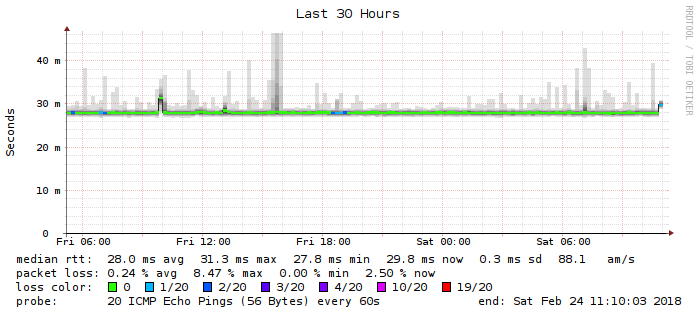 Last 30 Hours
RRDTOOL / TOBI OETIKER
Seconds
40 m
30 m
20 m
10 m
0
Fri 06:00 Fri 12:00 Fri 18:00 Sat 00:00 Sat 06:00
median rtt: 28.0 ms avg 31.3 ms max 27.8 ms min 29.8 ms now 0.3 ms sd 88.1 am/s
packet loss: 0.24 % avg 8.47 % max 0.00 % min 2.50 % now
loss color: 0 1/20 2/20 3/20 4/20 10/20 19/20
probe: 20 ICMP Echo Pings (56 Bytes) every 60s end: Sat Feb 24 11:10:03 2018